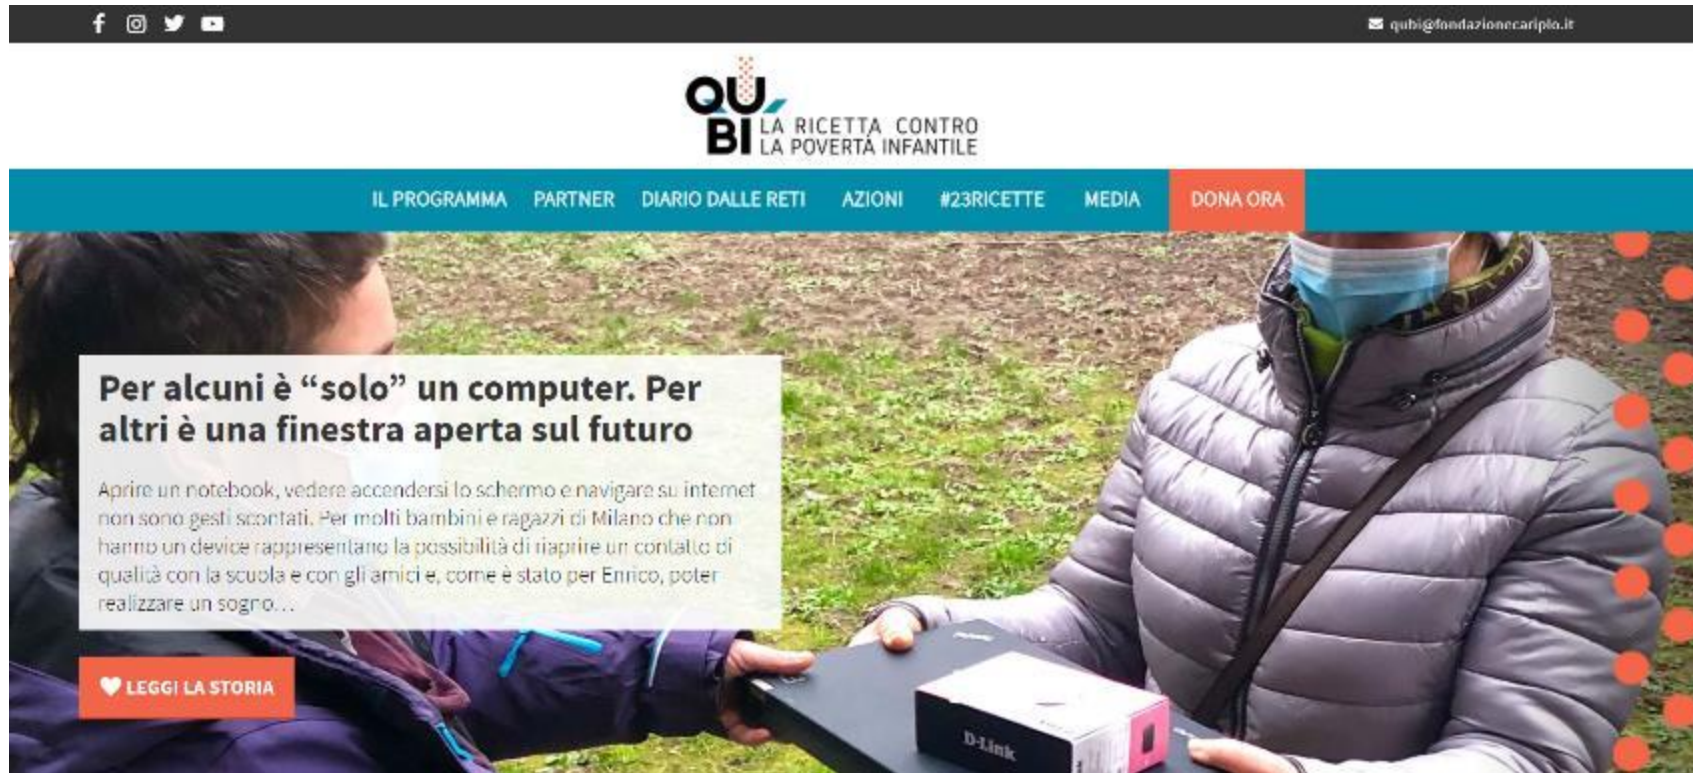 qubi@fondazionecariplo.it
QU
BI
LA RICETTA CONTRO
LA POVERTÀ INFANTILE
IL PROGRAMMA PARTNER DIARIO DALLE RETI AZIONI #23RICETTE MEDIA DONA ORA
Per alcuni è “solo” un computer. Per
altri è una finestra aperta sul futuro
Aprire un notebook, vedere accendersi lo schermo e navigare su internet
non sono gesti scontati. Per molti bambini e ragazzi di Milano che non
hanno un device rappresentano la possibilità di riaprire un contatto di
qualità con la scuola e con gli amici e, come è stato per Enrico, poter
realizzare un sogno…
LEGGI LA STORIA
D-Link